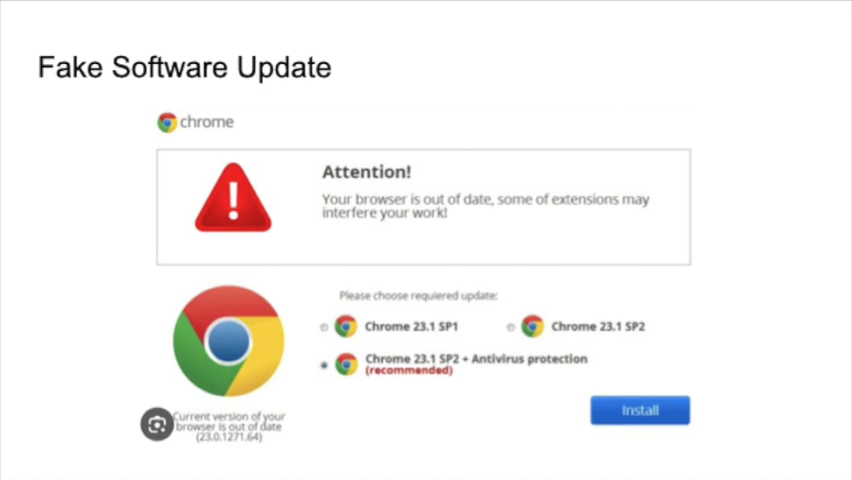 Fake Software Update
chrome
Attention!
Your browser is out of date, some of extensions may
interfere your work!
Please choose requiered update:
Chrome 23.1 SP1
Chrome 23.1 SP2
Chrome 23.1 SP2 + Antivirus protection
(recommended)
Install
Current version of your
browser is out of date
(23.0.1271.64)